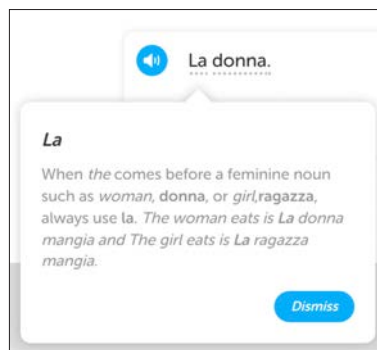 La donna.
La
When the comes before a feminine noun
such as woman, donna, or girl,ragazza,
always use la. The woman eats is La donna
mangia and The girl eats is La ragazza
mangia.
Dismiss